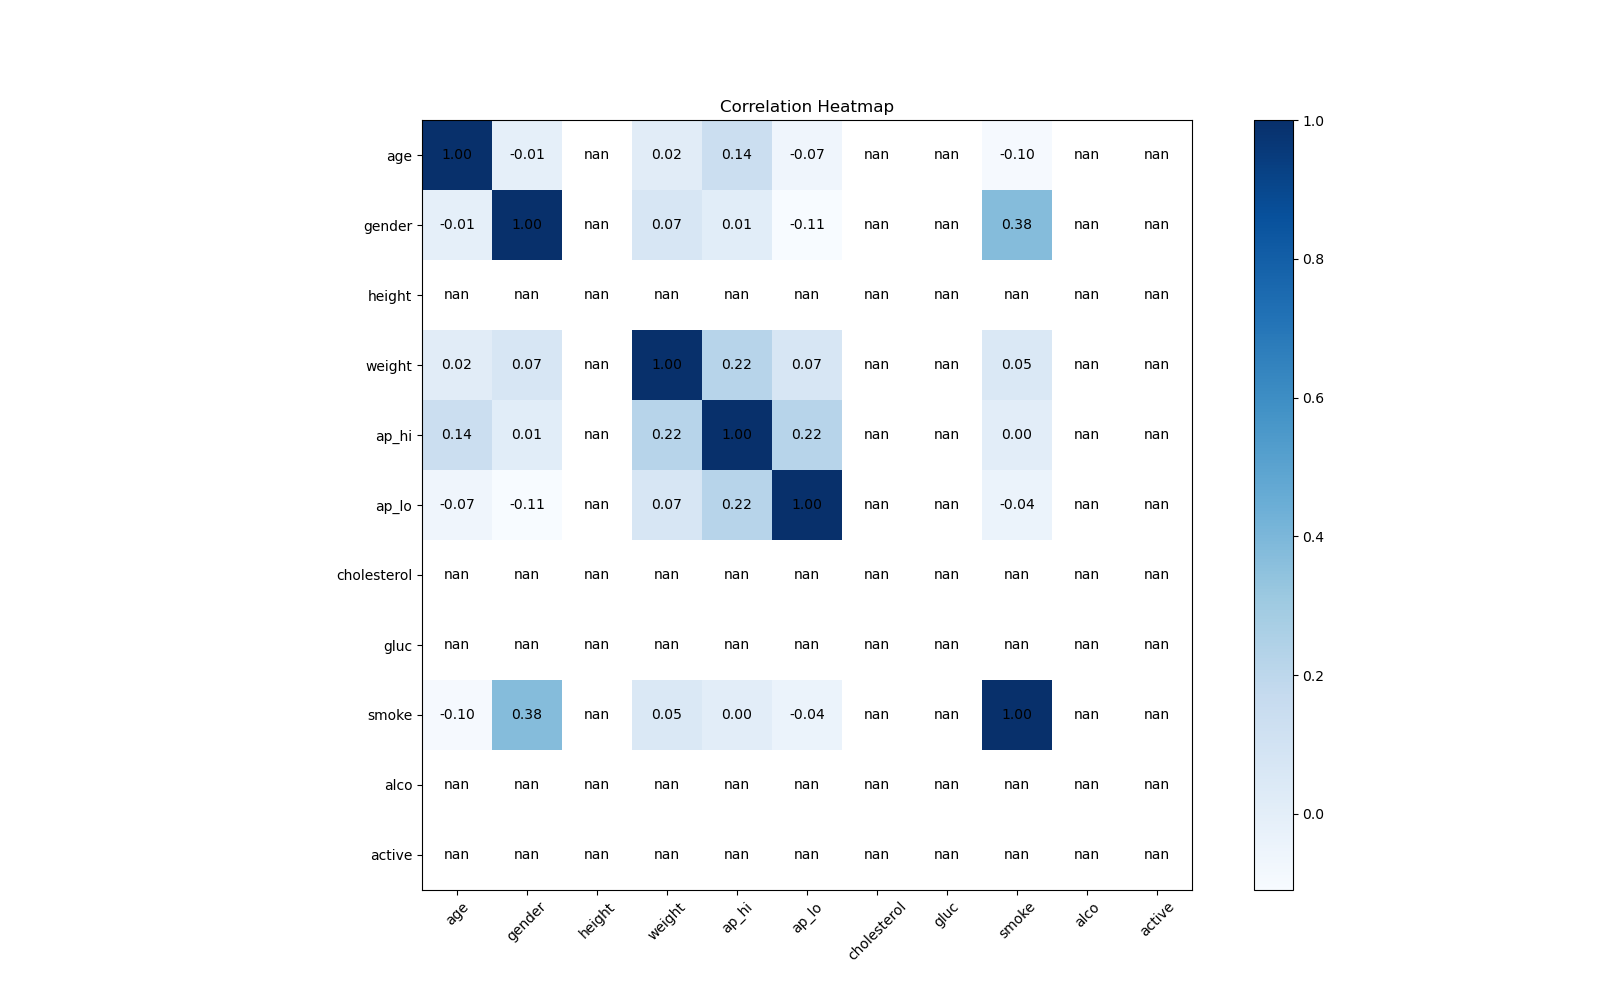 Correlation Heatmap
age 1.00 -0.01 nan 0.02 0.14 -0.07 nan nan -0.10 nan nan
gender -0.01 1.00 nan 0.07 0.01 -0.11 nan nan 0.38 nan nan
height nan nan nan nan nan nan nan nan nan nan nan
weight 0.02 0.07 nan 1.00 0.22 0.07 nan nan 0.05 nan nan
ap_hi 0.14 0.01 nan 0.22 1.00 0.22 nan nan 0.00 nan nan
ap_lo -0.07 -0.11 nan 0.07 0.22 1.00 nan nan -0.04 nan nan
cholesterol nan nan nan nan nan nan nan nan nan nan nan
gluc nan nan nan nan nan nan nan nan nan nan nan
smoke -0.10 0.38 nan 0.05 0.00 -0.04 nan nan 1.00 nan nan
alco nan nan nan nan nan nan nan nan nan nan nan
active nan nan nan nan nan nan nan nan nan nan nan
age gender height weight ap_hi ap_lo cholesterol gluc smoke alco active
1.0
0.8
0.6
0.4
0.2
0.0